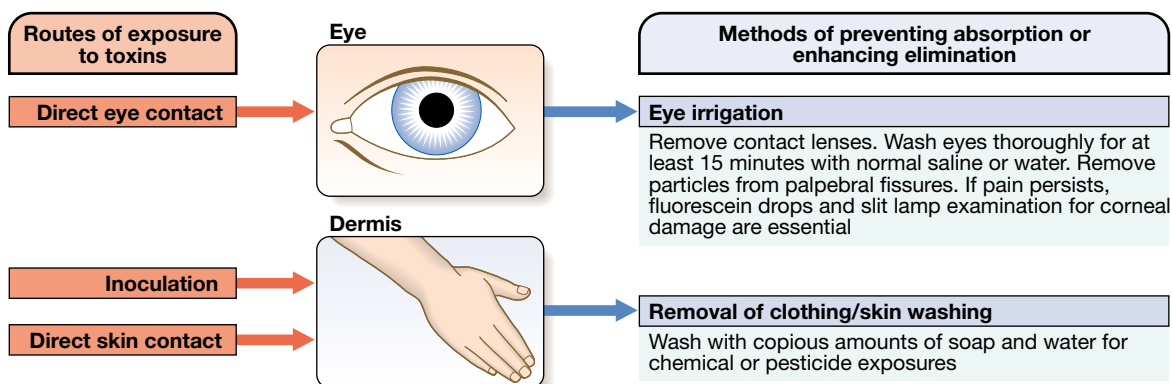 Routes of exposure
to toxins
Eye
Methods of preventing absorption or
enhancing elimination
Direct eye contact
Eye irrigation
Remove contact lenses. Wash eyes thoroughly for at
least 15 minutes with normal saline or water. Remove
particles from palpebral fissures. If pain persists,
fluorescein drops and slit lamp examination for corneal
damage are essential
Dermis
Inoculation
Direct skin contact
Removal of clothing/skin washing
Wash with copious amounts of soap and water for
chemical or pesticide exposures